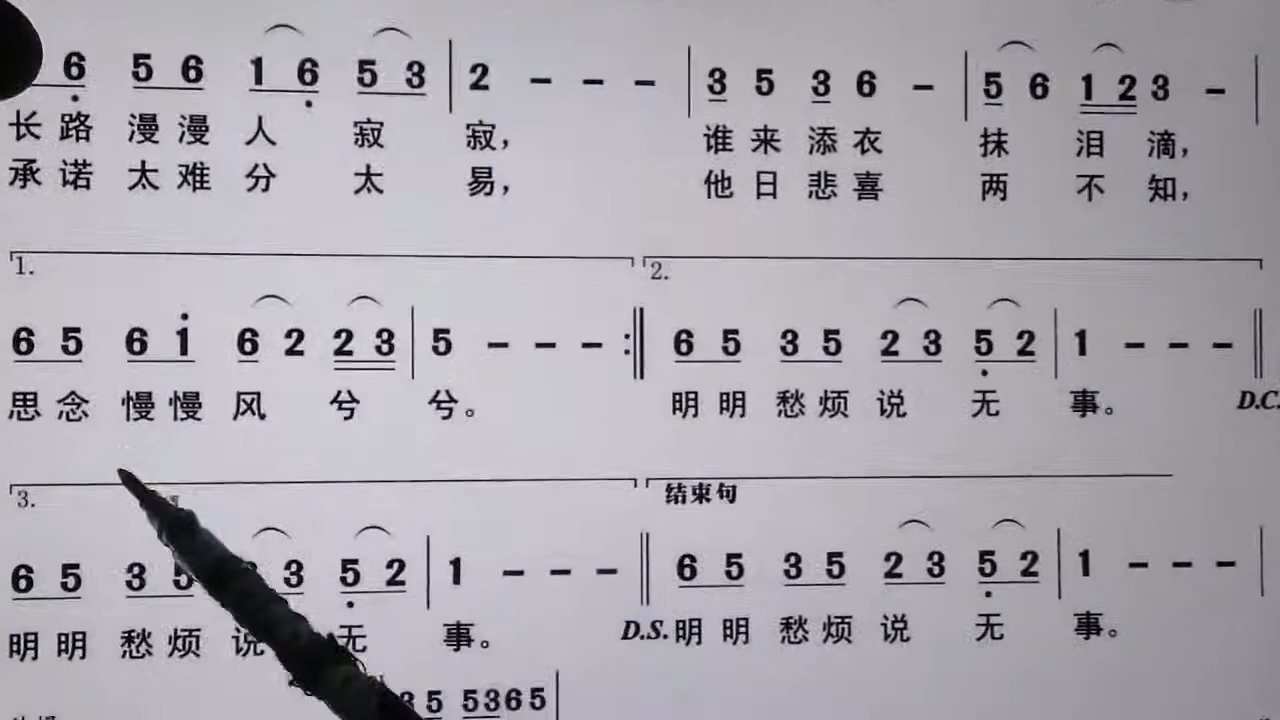 6 5 6 1 6 5 3 | 2 - - - | 3 5 3 6 - | 5 6 1 2 3 - |
长路 漫漫 人 寂 寂， 谁来添衣 抹 泪 滴，
承诺 太难 分 太 易， 他日悲喜 两 不 知，
1. 2.
6 5 6 1 6 2 2 3 | 5 - - - :‖ 6 5 3 5 2 3 5 2 | 1 - - - ‖
思念 慢慢 风 兮 兮。 明明 愁烦 说 无 事。 D.C.
3. 结束句
6 5 3 5 3 5 2 | 1 - - - ‖ 6 5 3 5 2 3 5 2 | 1 - - - |
明明 愁烦 说 无 事。 D.S. 明明 愁烦 说 无 事。
3 5 5 3 6 5 |